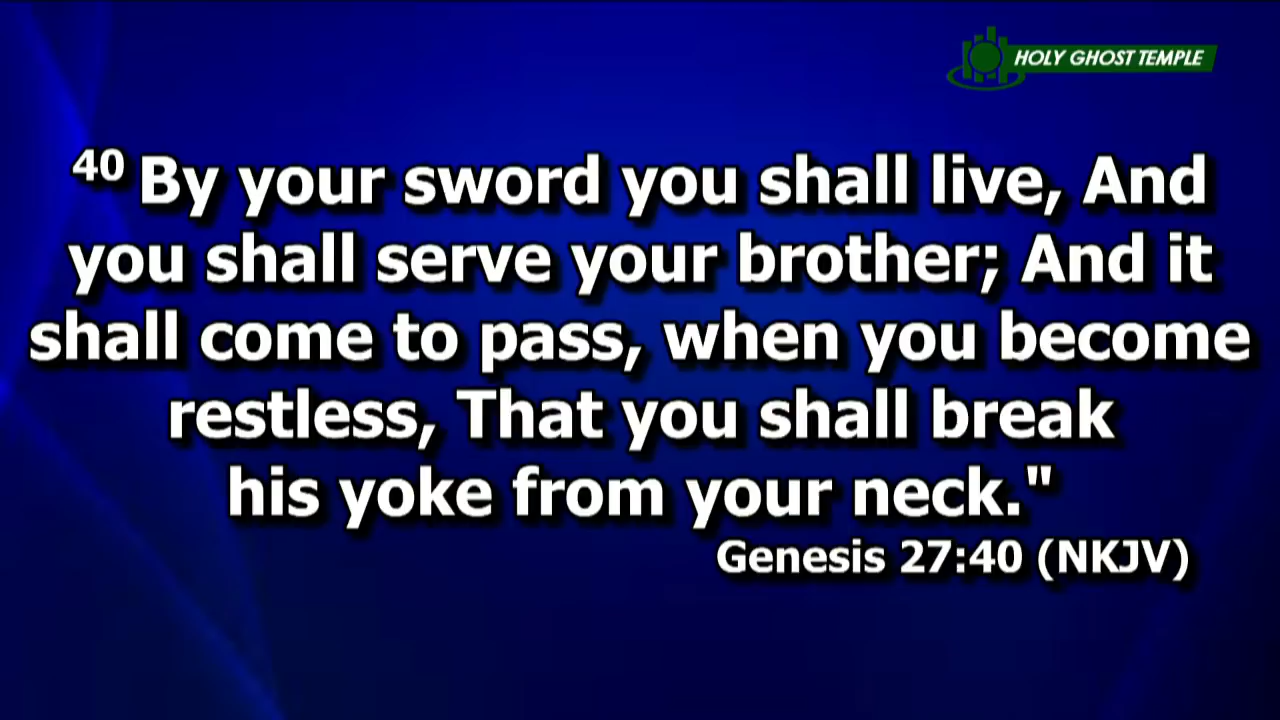 HOLY GHOST TEMPLE
40 By your sword you shall live, And
you shall serve your brother; And it
shall come to pass, when you become
restless, That you shall break
his yoke from your neck."
Genesis 27:40 (NKJV)